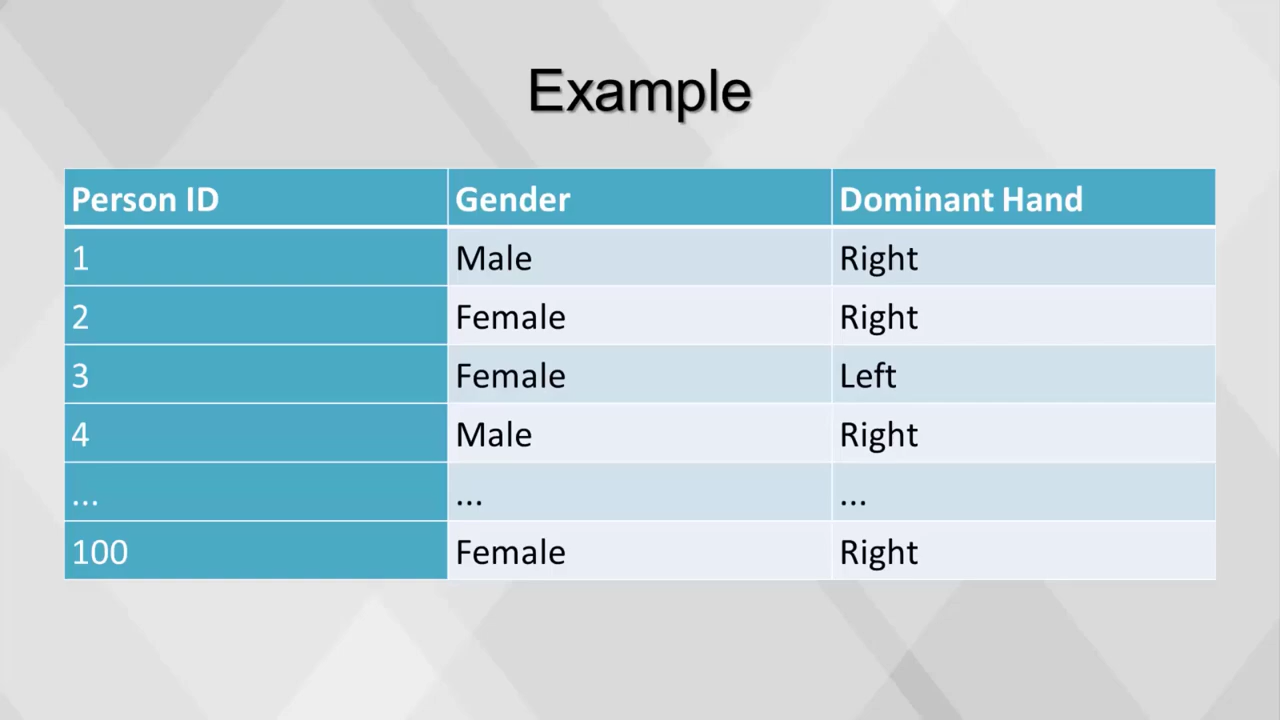 Example
Person ID Gender Dominant Hand
1 Male Right
2 Female Right
3 Female Left
4 Male Right
... ... ...
100 Female Right